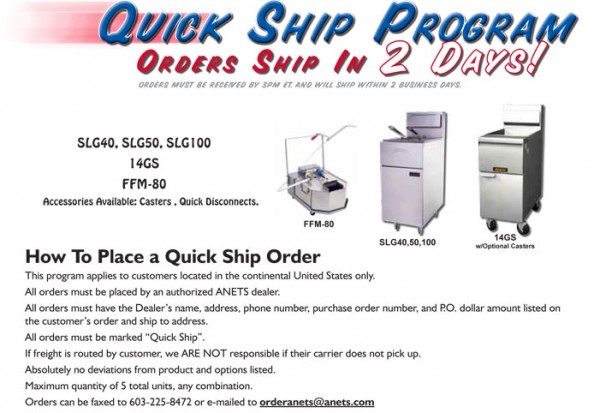 QUICK SHIP PROGRAM
ORDERS SHIP IN 2 DAYS!
ORDERS MUST BE RECEIVED BY 3PM ET. AND WILL SHIP WITHIN 2 BUSINESS DAYS.
SLG40, SLG50, SLG100
14GS
FFM-80
Accessories Available: Casters , Quick Disconnects.
FFM-80
SLG40,50,100
14GS
w/Optional Casters
How To Place a Quick Ship Order
This program applies to customers located in the continental United States only.
All orders must be placed by an authorized ANETS dealer.
All orders must have the Dealer's name, address, phone number, purchase order number, and P.O. dollar amount listed on
the customer's order and ship to address.
All orders must be marked “Quick Ship”.
If freight is routed by customer, we ARE NOT responsible if their carrier does not pick up.
Absolutely no deviations from product and options listed.
Maximum quantity of 5 total units, any combination.
Orders can be faxed to 603-225-8472 or e-mailed to orderanets@anets.com